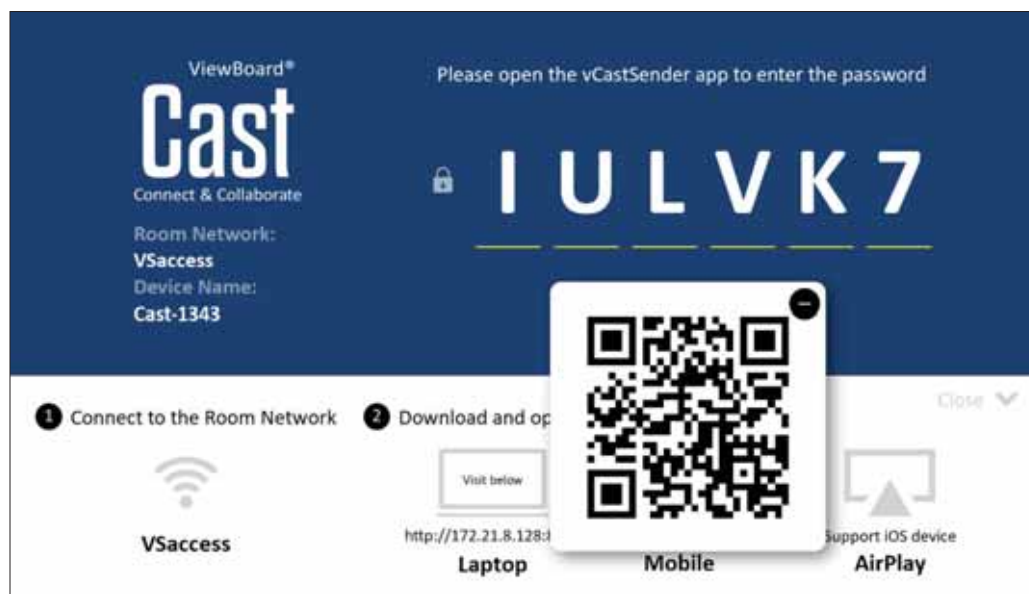 ViewBoard®
Cast
Connect & Collaborate
Room Network:
VSaccess
Device Name:
Cast-1343
Please open the vCastSender app to enter the password
I U L V K 7
1 Connect to the Room Network
2 Download and op
Close
VSaccess
Visit below
http://172.21.8.128:
Laptop
Mobile
Support iOS device
AirPlay